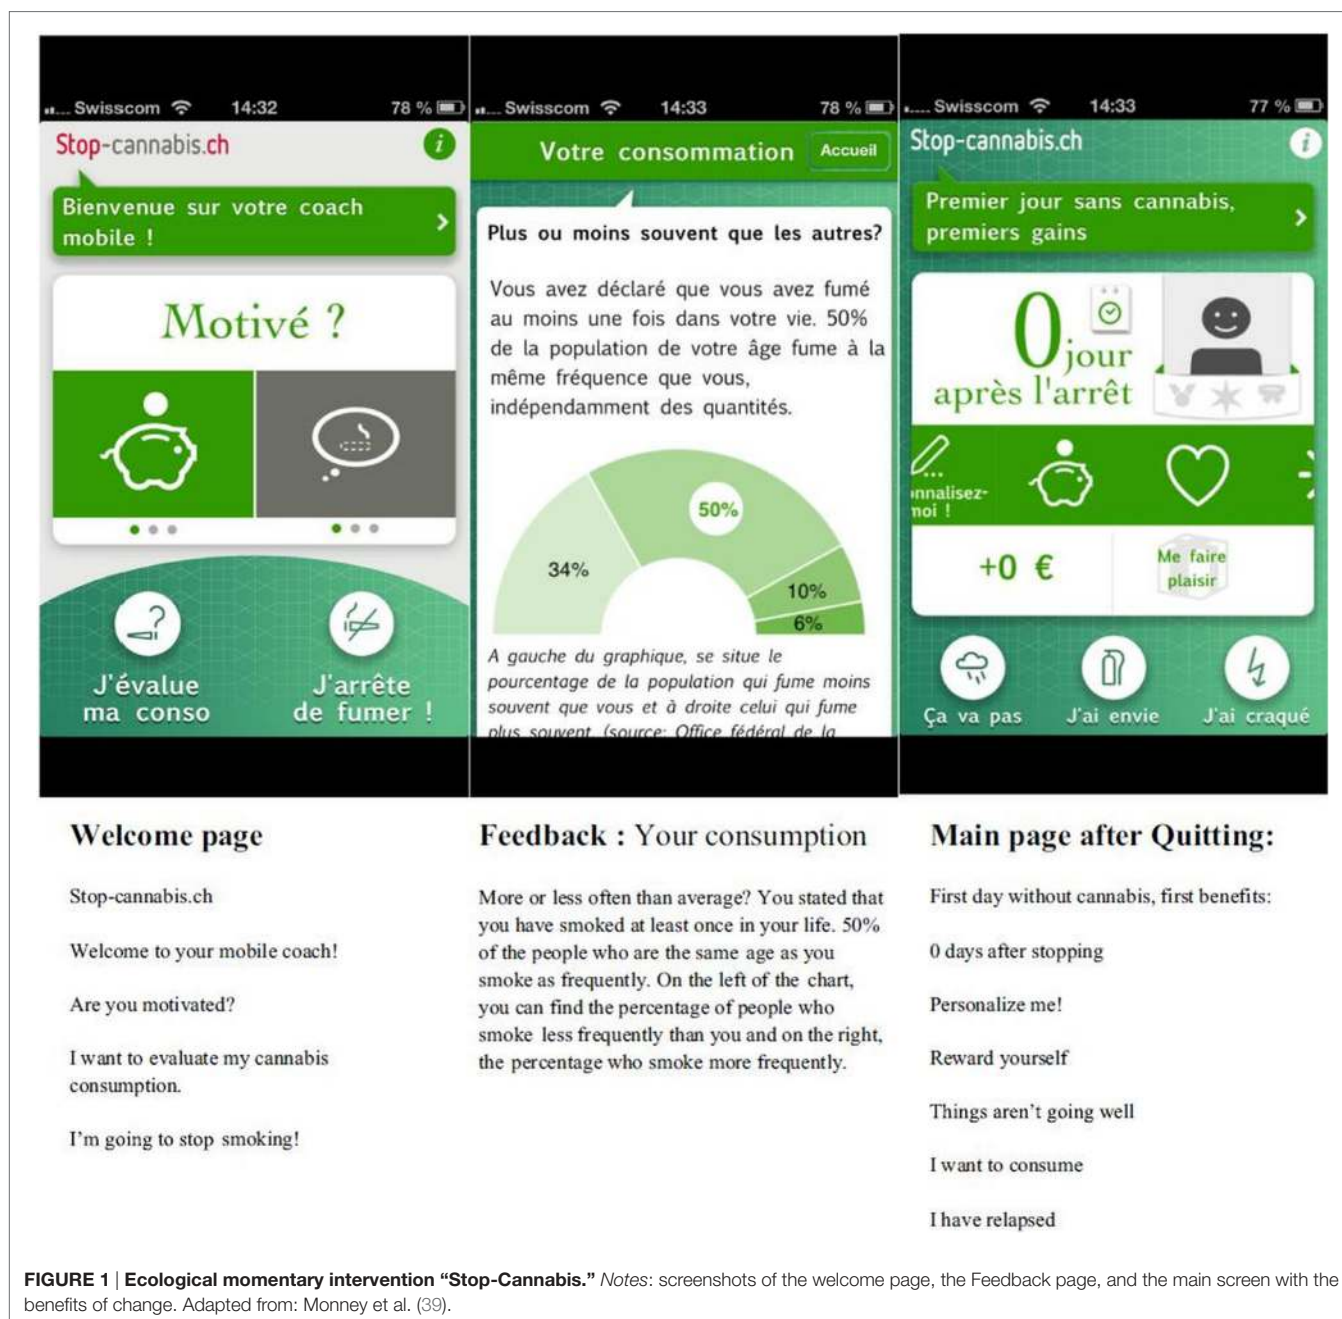 Swisscom 14:32 78 %
Stop-cannabis.ch
i
Bienvenue sur votre coach
mobile !
Motivé ?
J'évalue
ma conso
J'arrête
de fumer !
Swisscom 14:33 78 %
Votre consommation
Accueil
Plus ou moins souvent que les autres?
Vous avez déclaré que vous avez fumé
au moins une fois dans votre vie. 50%
de la population de votre âge fume à la
même fréquence que vous,
indépendamment des quantités.
50%
34%
10%
6%
A gauche du graphique, se situe le
pourcentage de la population qui fume moins
souvent que vous et à droite celui qui fume
plus souvent. (source: Office fédéral de la
Swisscom 14:33 77 %
Stop-cannabis.ch
i
Premier jour sans cannabis,
premiers gains
0
jour
après l'arrêt
nnalisez-
moi !
+0 €
Me faire
plaisir
Ça va pas
J'ai envie
J'ai craqué
Welcome page
Stop-cannabis.ch
Welcome to your mobile coach!
Are you motivated?
I want to evaluate my cannabis
consumption.
I'm going to stop smoking!
Feedback : Your consumption
More or less often than average? You stated that
you have smoked at least once in your life. 50%
of the people who are the same age as you
smoke as frequently. On the left of the chart,
you can find the percentage of people who
smoke less frequently than you and on the right,
the percentage who smoke more frequently.
Main page after Quitting:
First day without cannabis, first benefits:
0 days after stopping
Personalize me!
Reward yourself
Things aren't going well
I want to consume
I have relapsed
FIGURE 1 | Ecological momentary intervention “Stop-Cannabis.” Notes: screenshots of the welcome page, the Feedback page, and the main screen with the
benefits of change. Adapted from: Monney et al. (39).